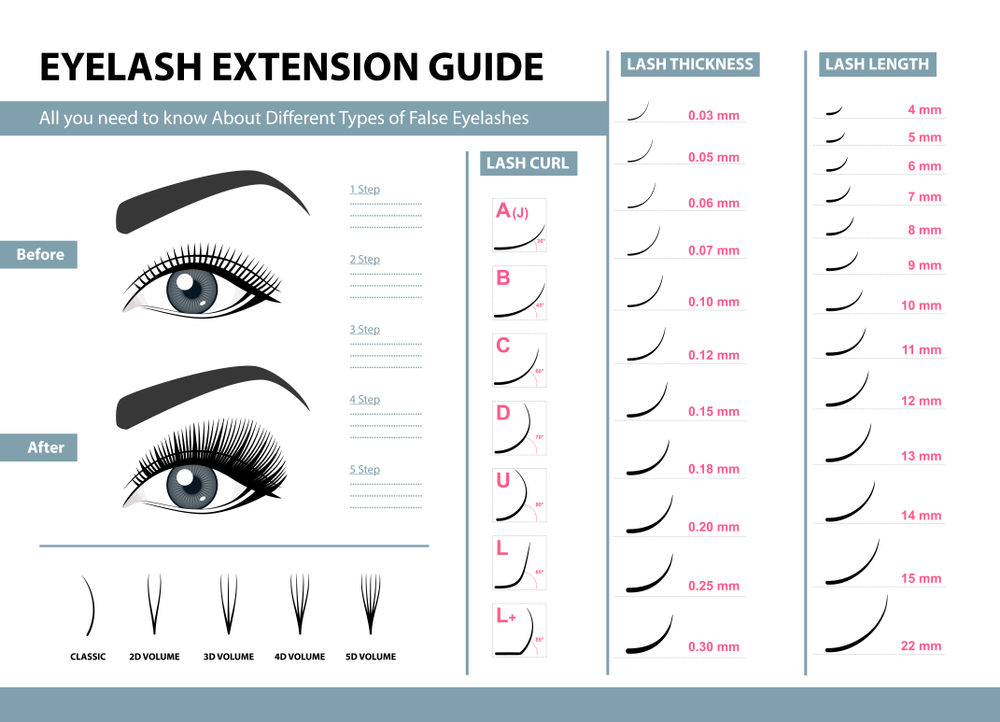 EYELASH EXTENSION GUIDE
All you need to know About Different Types of False Eyelashes
Before
After
1 Step
2 Step
3 Step
4 Step
5 Step
CLASSIC
2D VOLUME
3D VOLUME
4D VOLUME
5D VOLUME
LASH CURL
A(J)
B
C
D
U
L
L+
LASH THICKNESS
0.03 mm
0.05 mm
0.06 mm
0.07 mm
0.10 mm
0.12 mm
0.15 mm
0.18 mm
0.20 mm
0.25 mm
0.30 mm
LASH LENGTH
4 mm
5 mm
6 mm
7 mm
8 mm
9 mm
10 mm
11 mm
12 mm
13 mm
14 mm
15 mm
22 mm